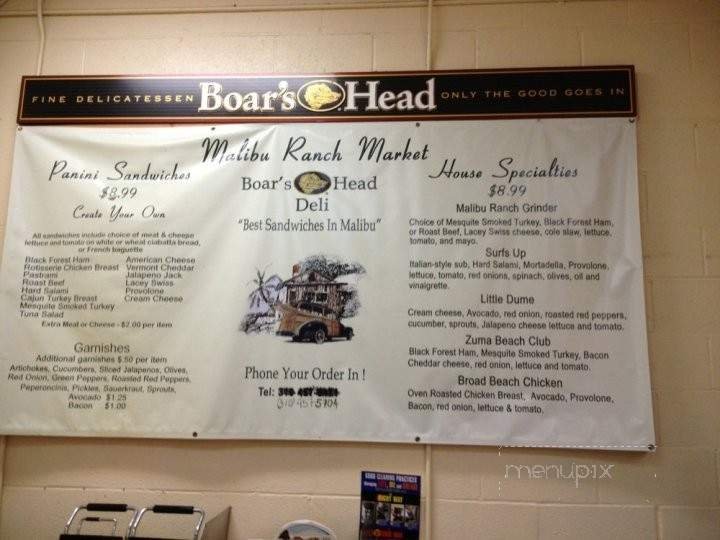 FINE DELICATESSEN Boar's Head ONLY THE GOOD GOES IN
Malibu Ranch Market
Panini Sandwiches
$8.99
Create Your Own
All sandwiches include choice of meat & cheese
lettuce and tomato on white or wheat ciabatta bread,
or French baguette
Black Forest Ham American Cheese
Rotisserie Chicken Breast Vermont Cheddar
Pastrami Jalapeno Jack
Roast Beef Lacey Swiss
Hard Salami Provolone
Cajun Turkey Breast Cream Cheese
Mesquite Smoked Turkey
Tuna Salad
Extra Meat or Cheese - $2.00 per item
Garnishes
Additional garnishes $.50 per item
Artichokes, Cucumbers, Sliced Jalapenos, Olives,
Red Onion, Green Peppers, Roasted Red Peppers,
Peperoncinis, Pickles, Sauerkraut, Sprouts,
Avocado $1.25
Bacon $1.00
Boar's Head
Deli
"Best Sandwiches In Malibu"
Phone Your Order In !
Tel:
310 457 5704
House Specialties
$8.99
Malibu Ranch Grinder
Choice of Mesquite Smoked Turkey, Black Forest Ham,
or Roast Beef, Lacey Swiss cheese, cole slaw, lettuce,
tomato, and mayo.
Surfs Up
Italian-style sub, Hard Salami, Mortadella, Provolone,
lettuce, tomato, red onions, spinach, olives, oil and
vinaigrette.
Little Dume
Cream cheese, Avocado, red onion, roasted red peppers,
cucumber, sprouts, Jalapeno cheese lettuce and tomato.
Zuma Beach Club
Black Forest Ham, Mesquite Smoked Turkey, Bacon
Cheddar cheese, red onion, lettuce and tomato.
Broad Beach Chicken
Oven Roasted Chicken Breast, Avocado, Provolone,
Bacon, red onion, lettuce & tomato.
menupix
GOOD CLEANING PRACTICES
RIGHT WAY